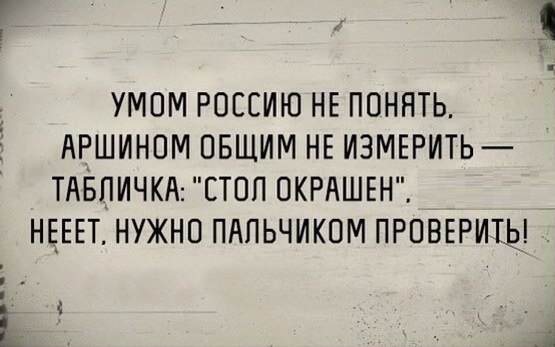 УМОМ РОССИЮ НЕ ПОНЯТЬ,
АРШИНОМ ОБЩИМ НЕ ИЗМЕРИТЬ —
ТАБЛИЧКА: "СТОЛ ОКРАШЕН",
НЕЕЕТ, НУЖНО ПАЛЬЧИКОМ ПРОВЕРИТЬ!